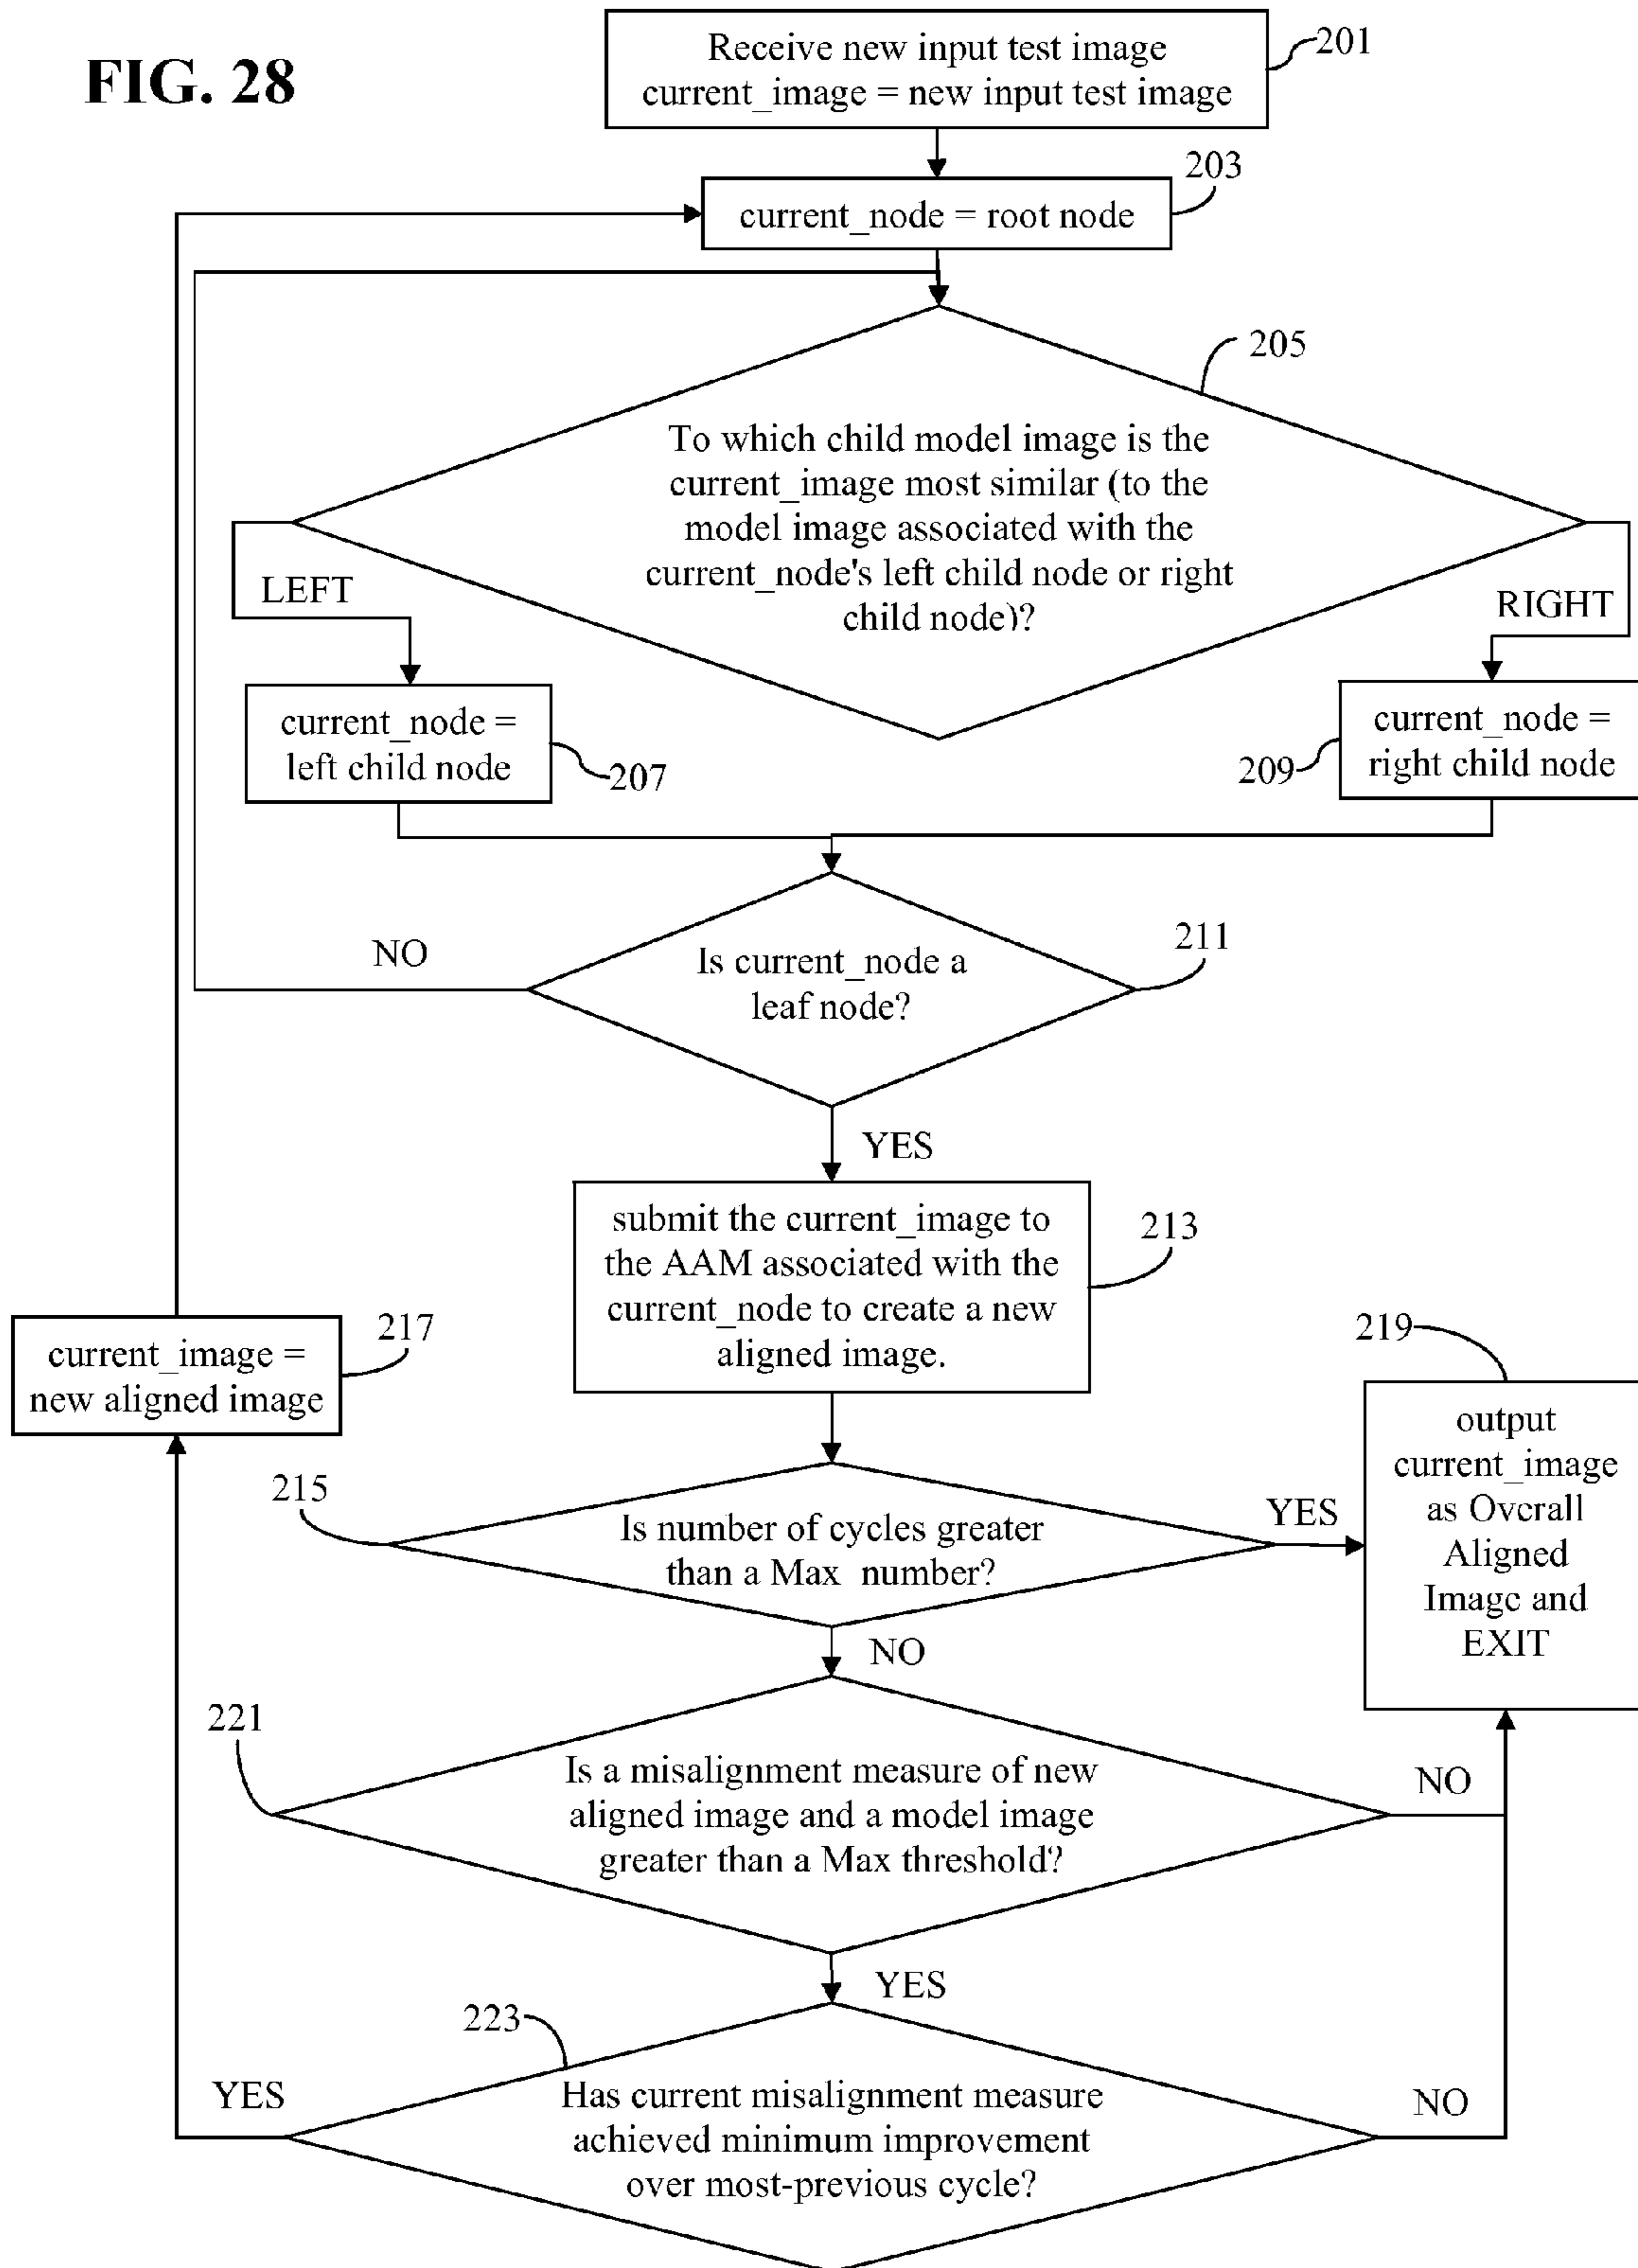 FIG. 28
Receive new input test image
current_image = new input test image
201
203
current_node = root node
205
To which child model image is the
current_image most similar (to the
model image associated with the
current_node's left child node or right
child node)?
LEFT
RIGHT
current_node =
left child node
207
current_node =
right child node
209
NO
Is current_node a
leaf node?
211
YES
submit the current_image to
the AAM associated with the
current_node to create a new
aligned image.
213
current_image =
new aligned image
217
219
output
current_image
as Overall
Aligned
Image and
EXIT
215
Is number of cycles greater
than a Max number?
YES
NO
221
Is a misalignment measure of new
aligned image and a model image
greater than a Max threshold?
NO
YES
223
Has current misalignment measure
achieved minimum improvement
over most-previous cycle?
YES
NO